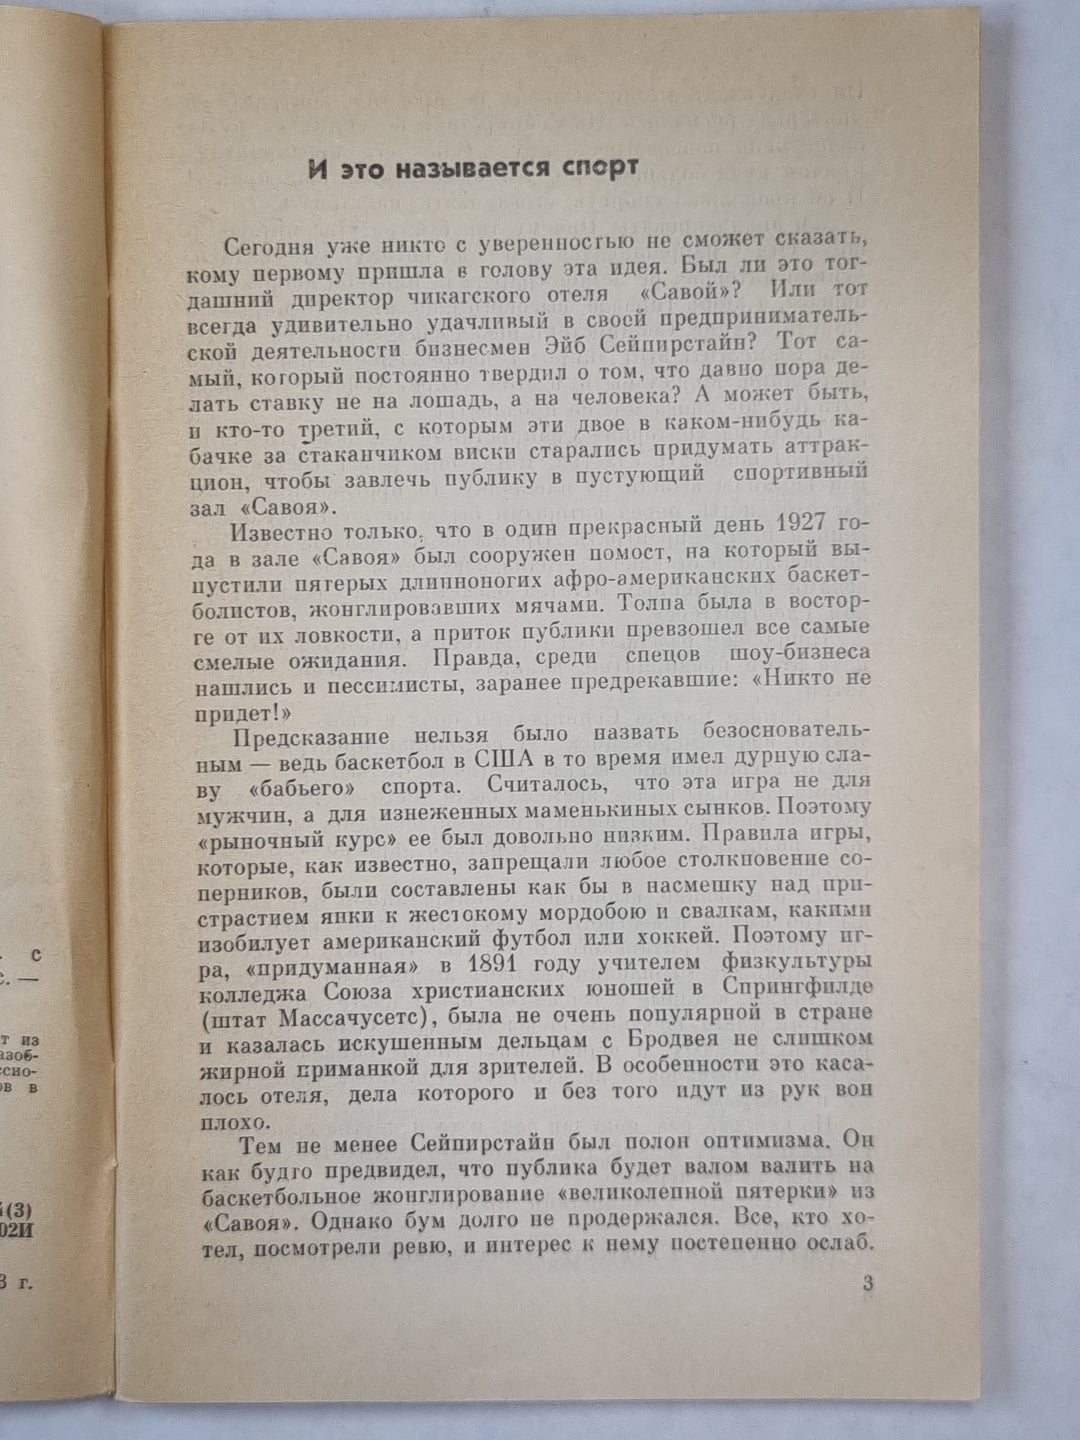 И это называется спорт
Сегодня уже никто с уверенностью не сможет сказать,
кому первому пришла в голову эта идея. Был ли это тог-
дашний директор чикагского отеля «Савой»? Или тот
всегда удивительно удачливый в своей предприниматель-
ской деятельности бизнесмен Эйб Сейпирстайн? Тот са-
мый, который постоянно твердил о том, что давно пора де-
лать ставку не на лошадь, а на человека? А может быть,
и кто-то третий, с которым эти двое в каком-нибудь ка-
бачке за стаканчиком виски старались придумать аттрак-
цион, чтобы завлечь публику в пустующий спортивный
зал «Савоя».
Известно только, что в один прекрасный день 1927 го-
да в зале «Савоя» был сооружен помост, на который вы-
пустили пятерых длинноногих афро-американских баскет-
болистов, жонглировавших мячами. Толпа была в востор-
ге от их ловкости, а приток публики превзошел все самые
смелые ожидания. Правда, среди спецов шоу-бизнеса
нашлись и пессимисты, заранее предрекавшие: «Никто не
придет!»
Предсказание нельзя было назвать безоснователь-
ным — ведь баскетбол в США в то время имел дурную сла-
ву «бабьего» спорта. Считалось, что эта игра не для
мужчин, а для изнеженных маменькиных сынков. Поэтому
«рыночный курс» ее был довольно низким. Правила игры,
которые, как известно, запрещали любое столкновение со-
перников, были составлены как бы в насмешку над при-
страстием янки к жестокому мордобою и свалкам, какими
изобилует американский футбол или хоккей. Поэтому иг-
ра, «придуманная» в 1891 году учителем физкультуры
колледжа Союза христианских юношей в Спрингфилде
(штат Массачусетс), была не очень популярной в стране
и казалась искушенным дельцам с Бродвея не слишком
жирной приманкой для зрителей. В особенности это каса-
лось отеля, дела которого и без того идут из рук вон
плохо.
Тем не менее Сейпирстайн был полон оптимизма. Он
как будто предвидел, что публика будет валом валить на
баскетбольное жонглирование «великолепной пятерки» из
«Савоя». Однако бум долго не продержался. Все, кто хо-
тел, посмотрели ревю, и интерес к нему постепенно ослаб.
3
. с
с. —
т из
азоб-
ссио-
ов в
(3)
02И
3 г.